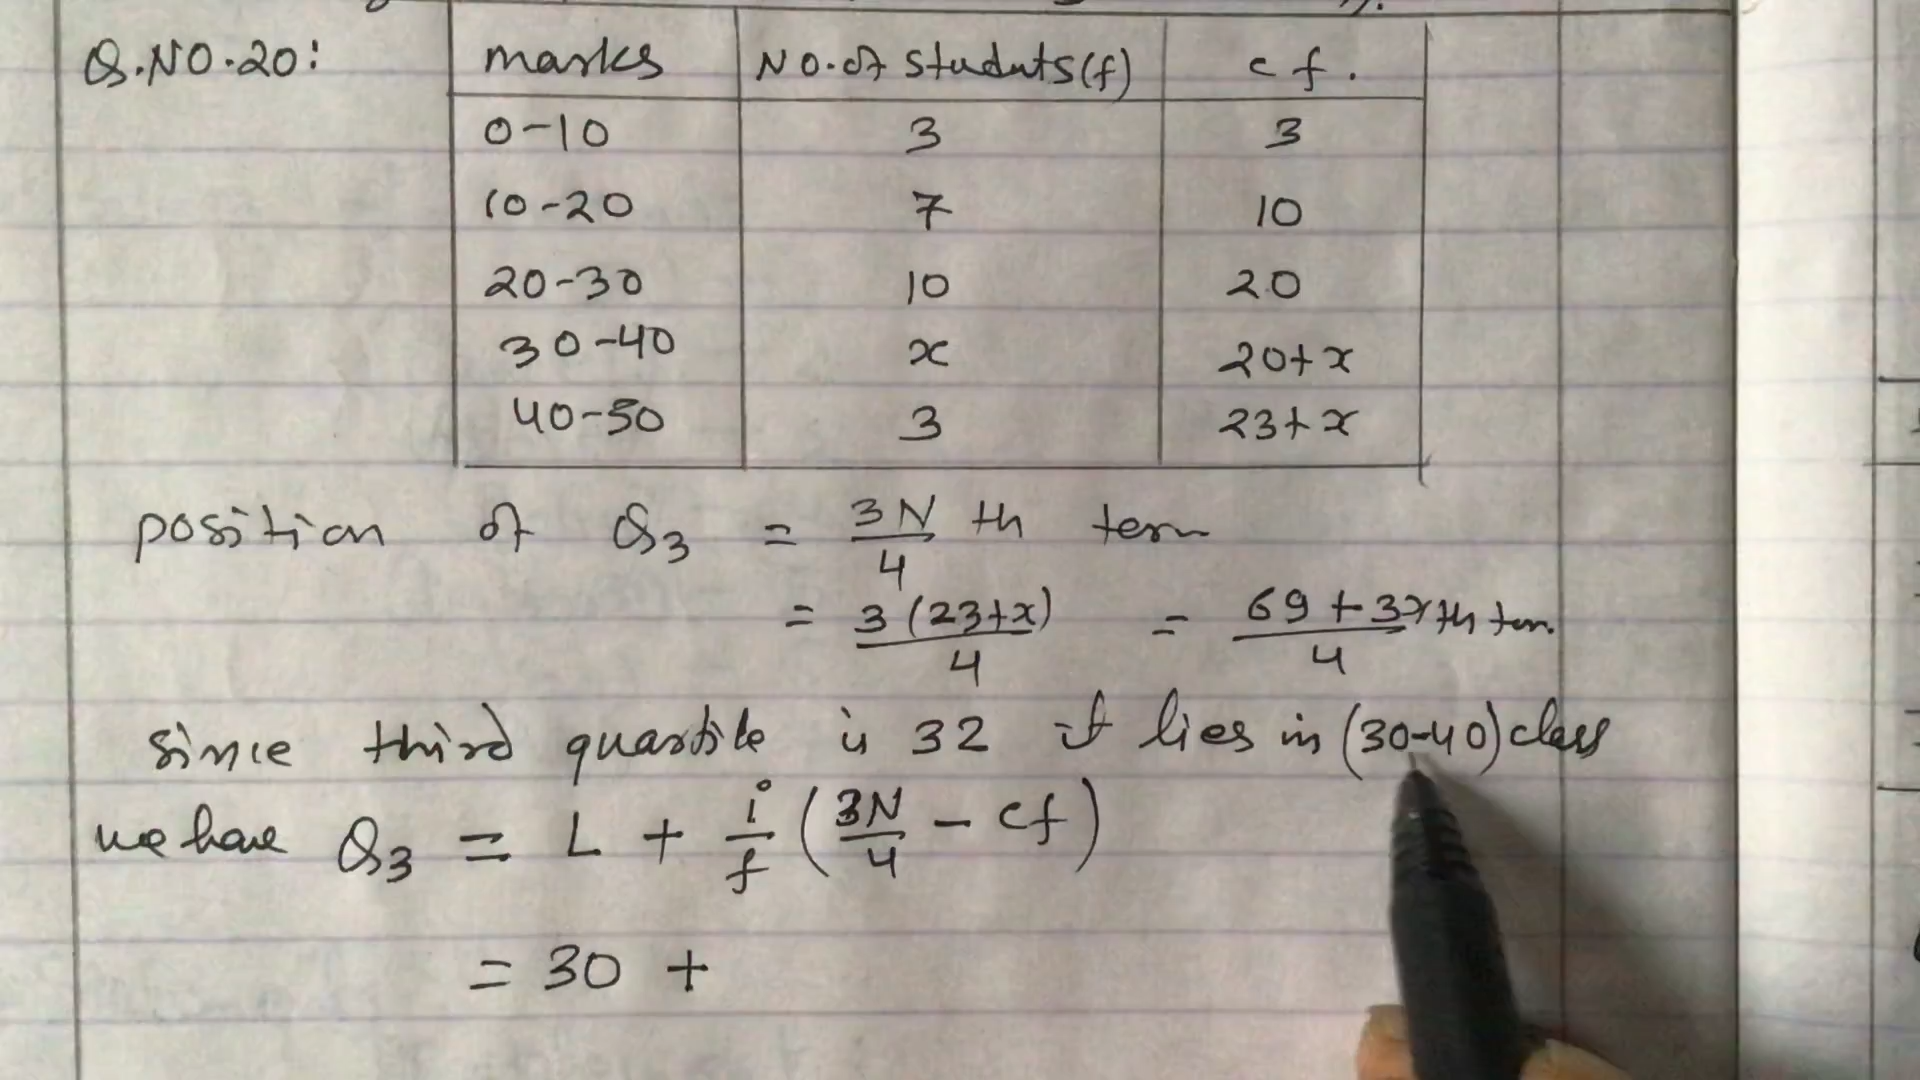 Q.NO.20: marks No.of students(f) cf.
0-10 3 3
10-20 7 10
20-30 10 20
30-40 x 20+x
40-50 3 23+x
position of Q3 = 3N/4 th term
= 3(23+x)/4 = 69+3x/4 th term.
since third quartile is 32 it lies in (30-40) class
we have Q3 = L + i/f (3N/4 - cf)
= 30 +